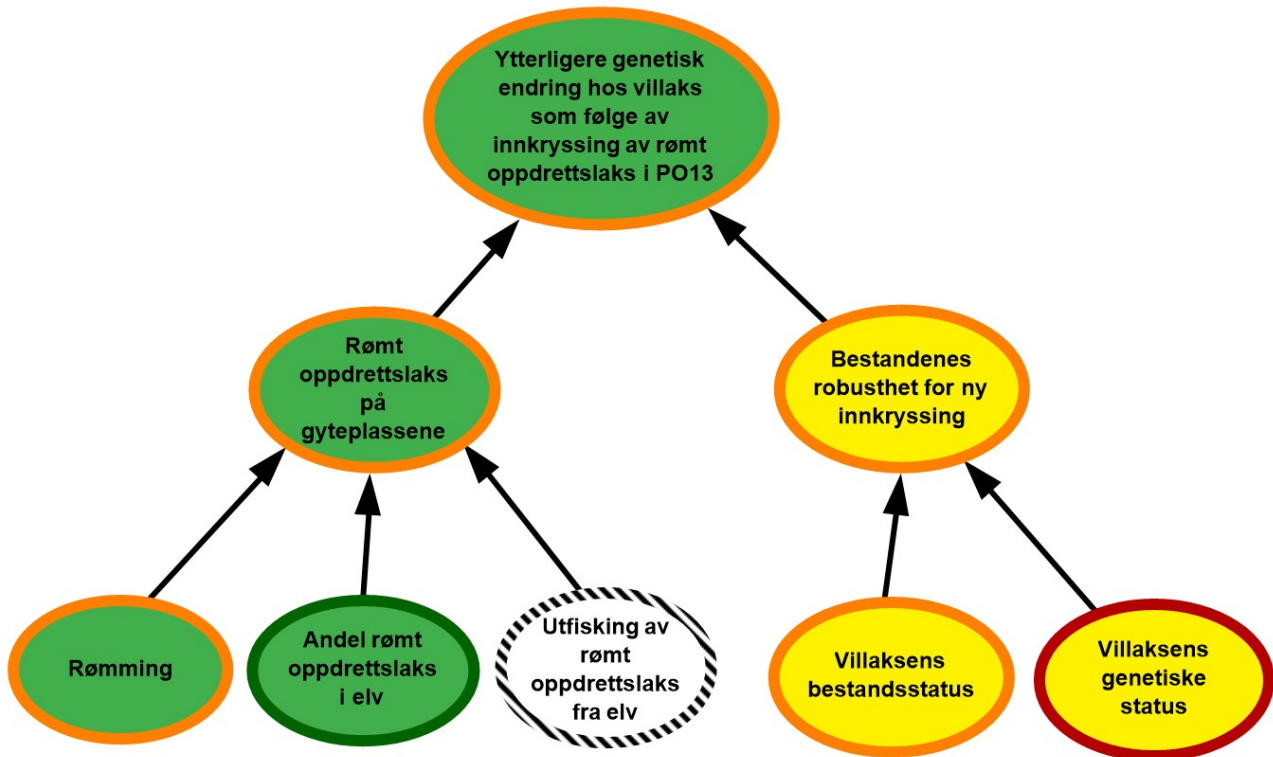 Ytterligere genetisk
endring hos villaks
som følge av
innkryssing av rømt
oppdrettslaks i PO13
Rømt
oppdrettslaks
på
gyteplassene
Bestandenes
robusthet for ny
innkryssing
Rømming
Andel rømt
oppdrettslaks
i elv
Utfisking av
rømt
oppdrettslaks
fra elv
Villaksens
bestandsstatus
Villaksens
genetiske
status